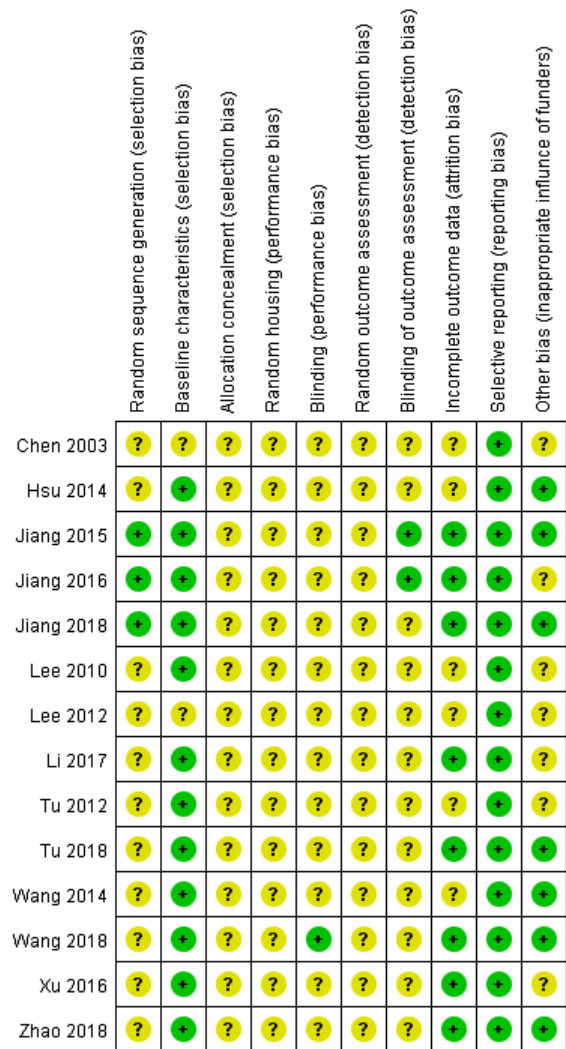 Random sequence generation (selection bias)
Baseline characteristics (selection bias)
Allocation concealment (selection bias)
Random housing (performance bias)
Blinding (performance bias)
Random outcome assessment (detection bias)
Blinding of outcome assessment (detection bias)
Incomplete outcome data (attrition bias)
Selective reporting (reporting bias)
Other bias (inappropriate influnce of funders)
Chen 2003 ? ? ? ? ? ? ? ? + ?
Hsu 2014 ? + ? ? ? ? ? ? + +
Jiang 2015 + + ? ? ? ? + + + +
Jiang 2016 + + ? ? ? ? + + + ?
Jiang 2018 + + ? ? ? ? ? + + +
Lee 2010 ? + ? ? ? ? ? ? + ?
Lee 2012 ? ? ? ? ? ? ? ? + ?
Li 2017 ? + ? ? ? ? ? + + ?
Tu 2012 ? + ? ? ? ? ? ? + ?
Tu 2018 ? + ? ? ? ? ? + + +
Wang 2014 ? + ? ? ? ? ? ? + +
Wang 2018 ? + ? ? + ? ? + + +
Xu 2016 ? + ? ? ? ? ? + + ?
Zhao 2018 ? + ? ? ? ? ? + + +